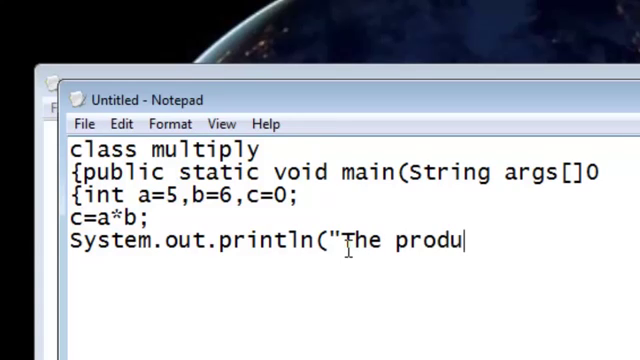 Untitled - Notepad
File Edit Format View Help
class multiply
{public static void main(String args[]0
{int a=5,b=6,c=0;
c=a*b;
System.out.println("The produ